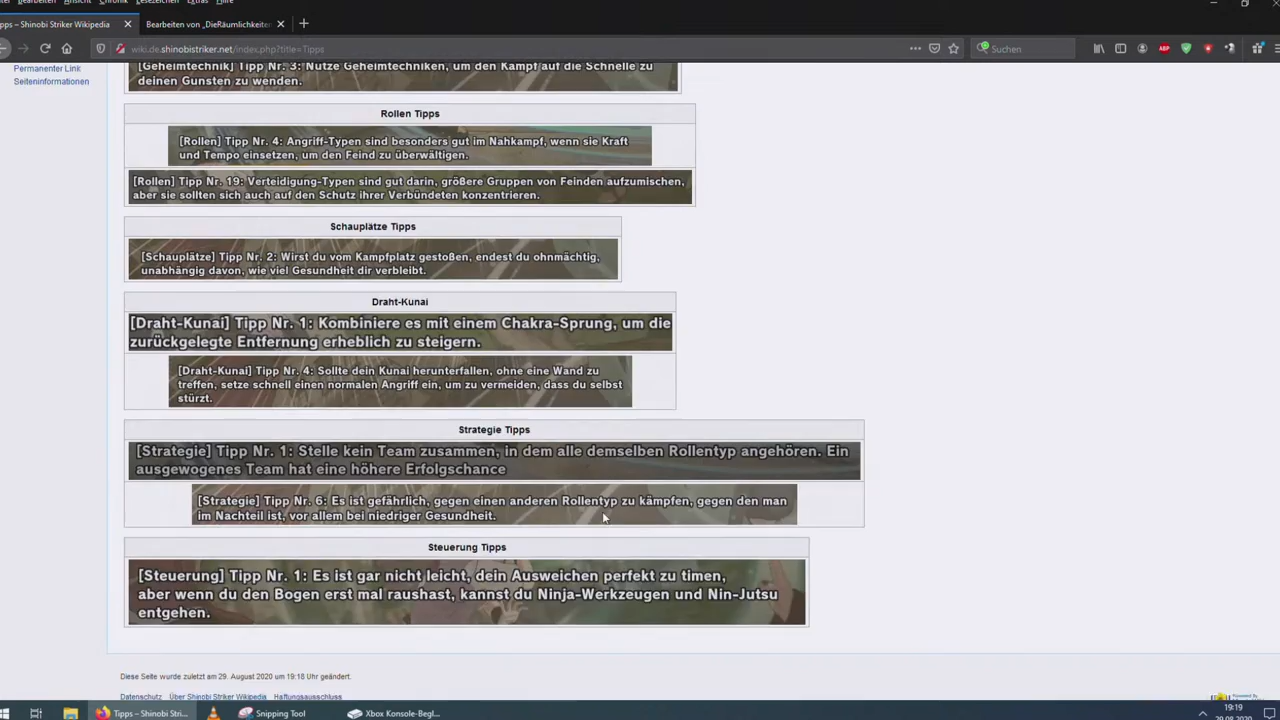 Bearbeiten Ansicht Chronik Lesezeichen Extras Hilfe
Tipps – Shinobi Striker Wikipedia
Bearbeiten von „DieRäumlichkeiten
wiki.de.shinobistriker.net/index.php?title=Tipps
Suchen
Permanenter Link
Seiteninformationen
[Geheimtechnik] Tipp Nr. 3: Nutze Geheimtechniken, um den Kampf auf die Schnelle zu
deinen Gunsten zu wenden.
Rollen Tipps
[Rollen] Tipp Nr. 4: Angriff-Typen sind besonders gut im Nahkampf, wenn sie Kraft
und Tempo einsetzen, um den Feind zu überwältigen.
[Rollen] Tipp Nr. 19: Verteidigung-Typen sind gut darin, größere Gruppen von Feinden aufzumischen,
aber sie sollten sich auch auf den Schutz ihrer Verbündeten konzentrieren.
Schauplätze Tipps
[Schauplätze] Tipp Nr. 2: Wirst du vom Kampfplatz gestoßen, endest du ohnmächtig,
unabhängig davon, wie viel Gesundheit dir verbleibt.
Draht-Kunai
[Draht-Kunai] Tipp Nr. 1: Kombiniere es mit einem Chakra-Sprung, um die
zurückgelegte Entfernung erheblich zu steigern.
[Draht-Kunai] Tipp Nr. 4: Sollte dein Kunai herunterfallen, ohne eine Wand zu
treffen, setze schnell einen normalen Angriff ein, um zu vermeiden, dass du selbst
stürzt.
Strategie Tipps
[Strategie] Tipp Nr. 1: Stelle kein Team zusammen, in dem alle demselben Rollentyp angehören. Ein
ausgewogenes Team hat eine höhere Erfolgschance
[Strategie] Tipp Nr. 6: Es ist gefährlich, gegen einen anderen Rollentyp zu kämpfen, gegen den man
im Nachteil ist, vor allem bei niedriger Gesundheit.
Steuerung Tipps
[Steuerung] Tipp Nr. 1: Es ist gar nicht leicht, dein Ausweichen perfekt zu timen,
aber wenn du den Bogen erst mal raushast, kannst du Ninja-Werkzeugen und Nin-Jutsu
entgehen.
Diese Seite wurde zuletzt am 29. August 2020 um 19:18 Uhr geändert.
Datenschutz Über Shinobi Striker Wikipedia Haftungsausschluss
Tipps – Shinobi Stri...
Snipping Tool
Xbox Konsole-Begl...
19:19
29.08.2020